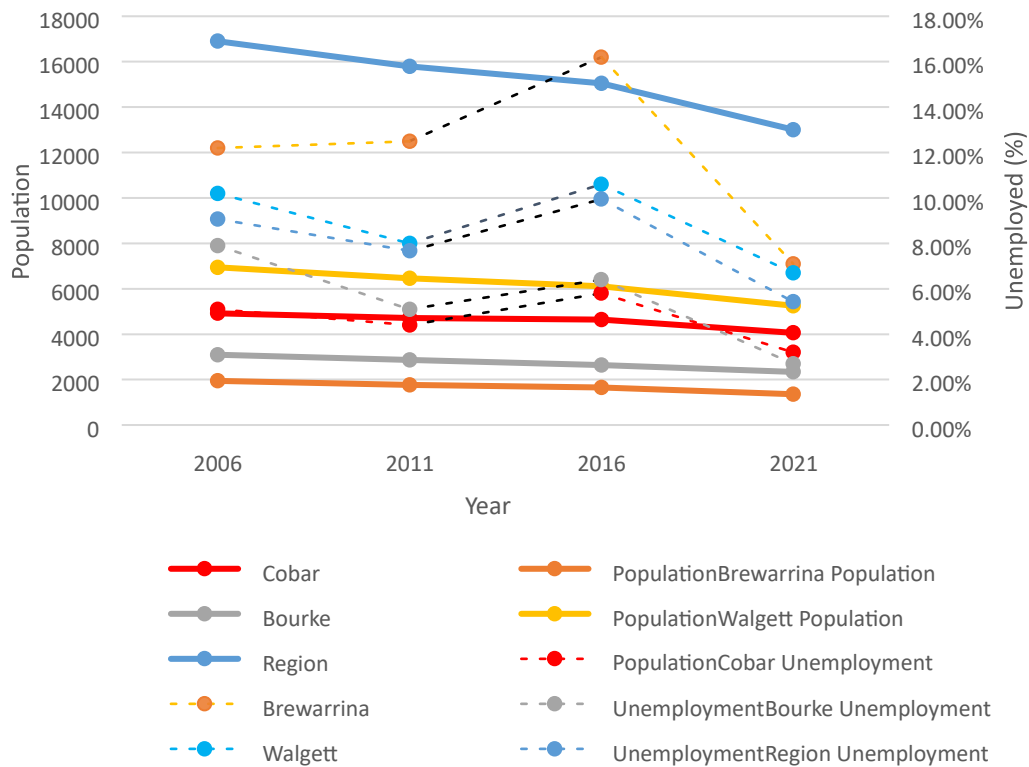 18000 18.00%
16000 16.00%
14000 14.00%
12000 12.00%
10000 10.00%
8000 8.00%
6000 6.00%
4000 4.00%
2000 2.00%
0 0.00%
Population
Unemployed (%)
2006 2011 2016 2021
Year
Cobar PopulationBrewarrina Population
Bourke PopulationWalgett Population
Region PopulationCobar Unemployment
Brewarrina UnemploymentBourke Unemployment
Walgett UnemploymentRegion Unemployment